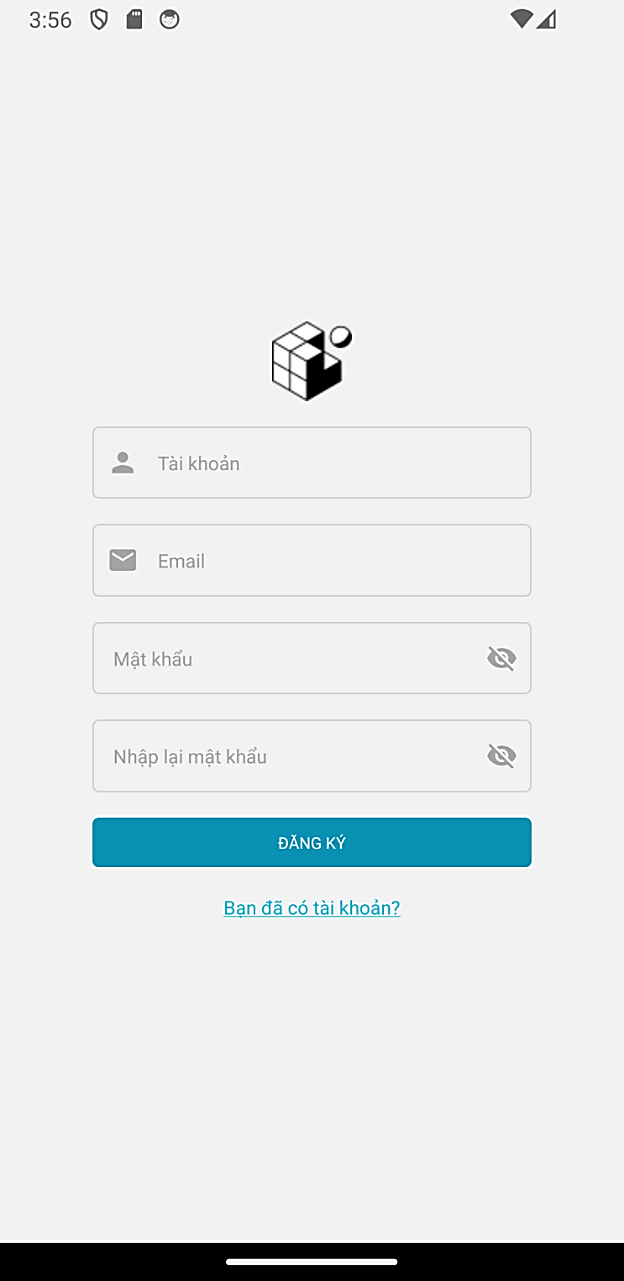 3:56
Tài khoản
Email
Mật khẩu
Nhập lại mật khẩu
ĐĂNG KÝ
Bạn đã có tài khoản?